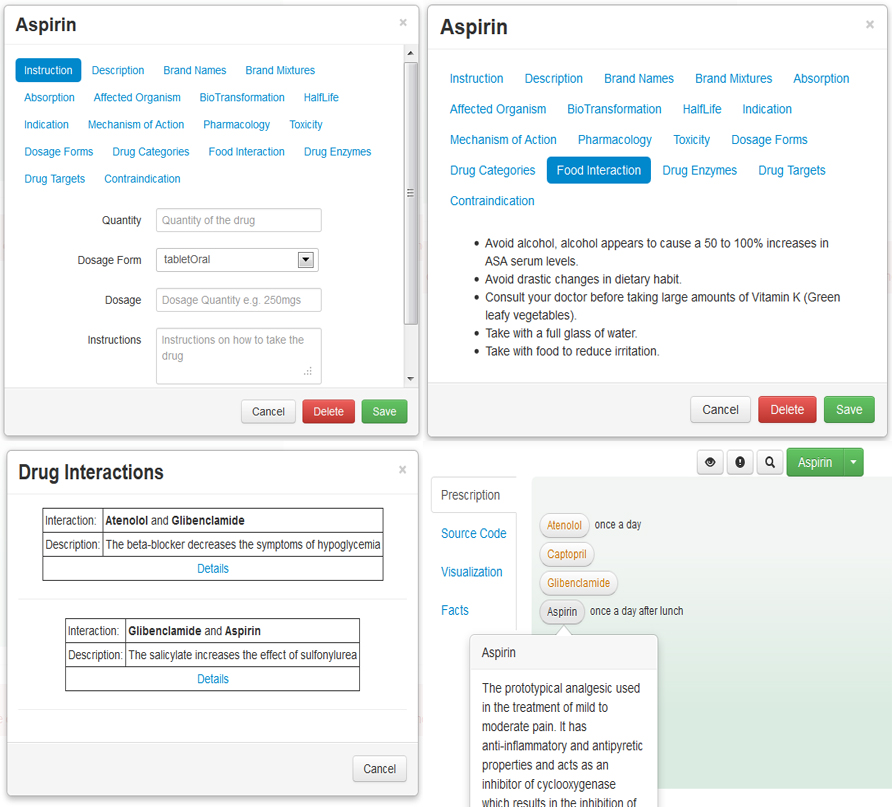 Aspirin ×
Instruction Description Brand Names Brand Mixtures
Absorption Affected Organism BioTransformation HalfLife
Indication Mechanism of Action Pharmacology Toxicity
Dosage Forms Drug Categories Food Interaction Drug Enzymes
Drug Targets Contraindication
Quantity Quantity of the drug
Dosage Form tabletOral
Dosage Dosage Quantity e.g. 250mgs
Instructions Instructions on how to take the
drug
Cancel Delete Save
Aspirin ×
Instruction Description Brand Names Brand Mixtures Absorption
Affected Organism BioTransformation HalfLife Indication
Mechanism of Action Pharmacology Toxicity Dosage Forms
Drug Categories Food Interaction Drug Enzymes Drug Targets
Contraindication
• Avoid alcohol, alcohol appears to cause a 50 to 100% increases in
ASA serum levels.
• Avoid drastic changes in dietary habit.
• Consult your doctor before taking large amounts of Vitamin K (Green
leafy vegetables).
• Take with a full glass of water.
• Take with food to reduce irritation.
Cancel Delete Save
Drug Interactions ×
Interaction: Atenolol and Glibenclamide
Description: The beta-blocker decreases the symptoms of hypoglycemia
Details
Interaction: Glibenclamide and Aspirin
Description: The salicylate increases the effect of sulfonylurea
Details
Cancel
Aspirin
Prescription
Source Code
Visualization
Facts
Atenolol once a day
Captopril
Glibenclamide
Aspirin once a day after lunch
Aspirin
The prototypical analgesic used
in the treatment of mild to
moderate pain. It has
anti-inflammatory and antipyretic
properties and acts as an
inhibitor of cyclooxygenase
which results in the inhibition of